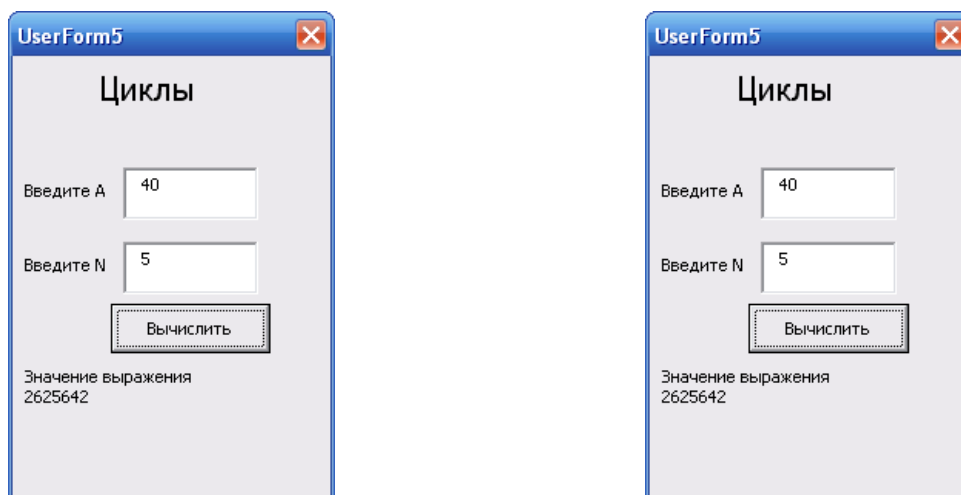 UserForm5
Циклы
Введите A
40
Введите N
5
Вычислить
Значение выражения
2625642
UserForm5
Циклы
Введите A
40
Введите N
5
Вычислить
Значение выражения
2625642